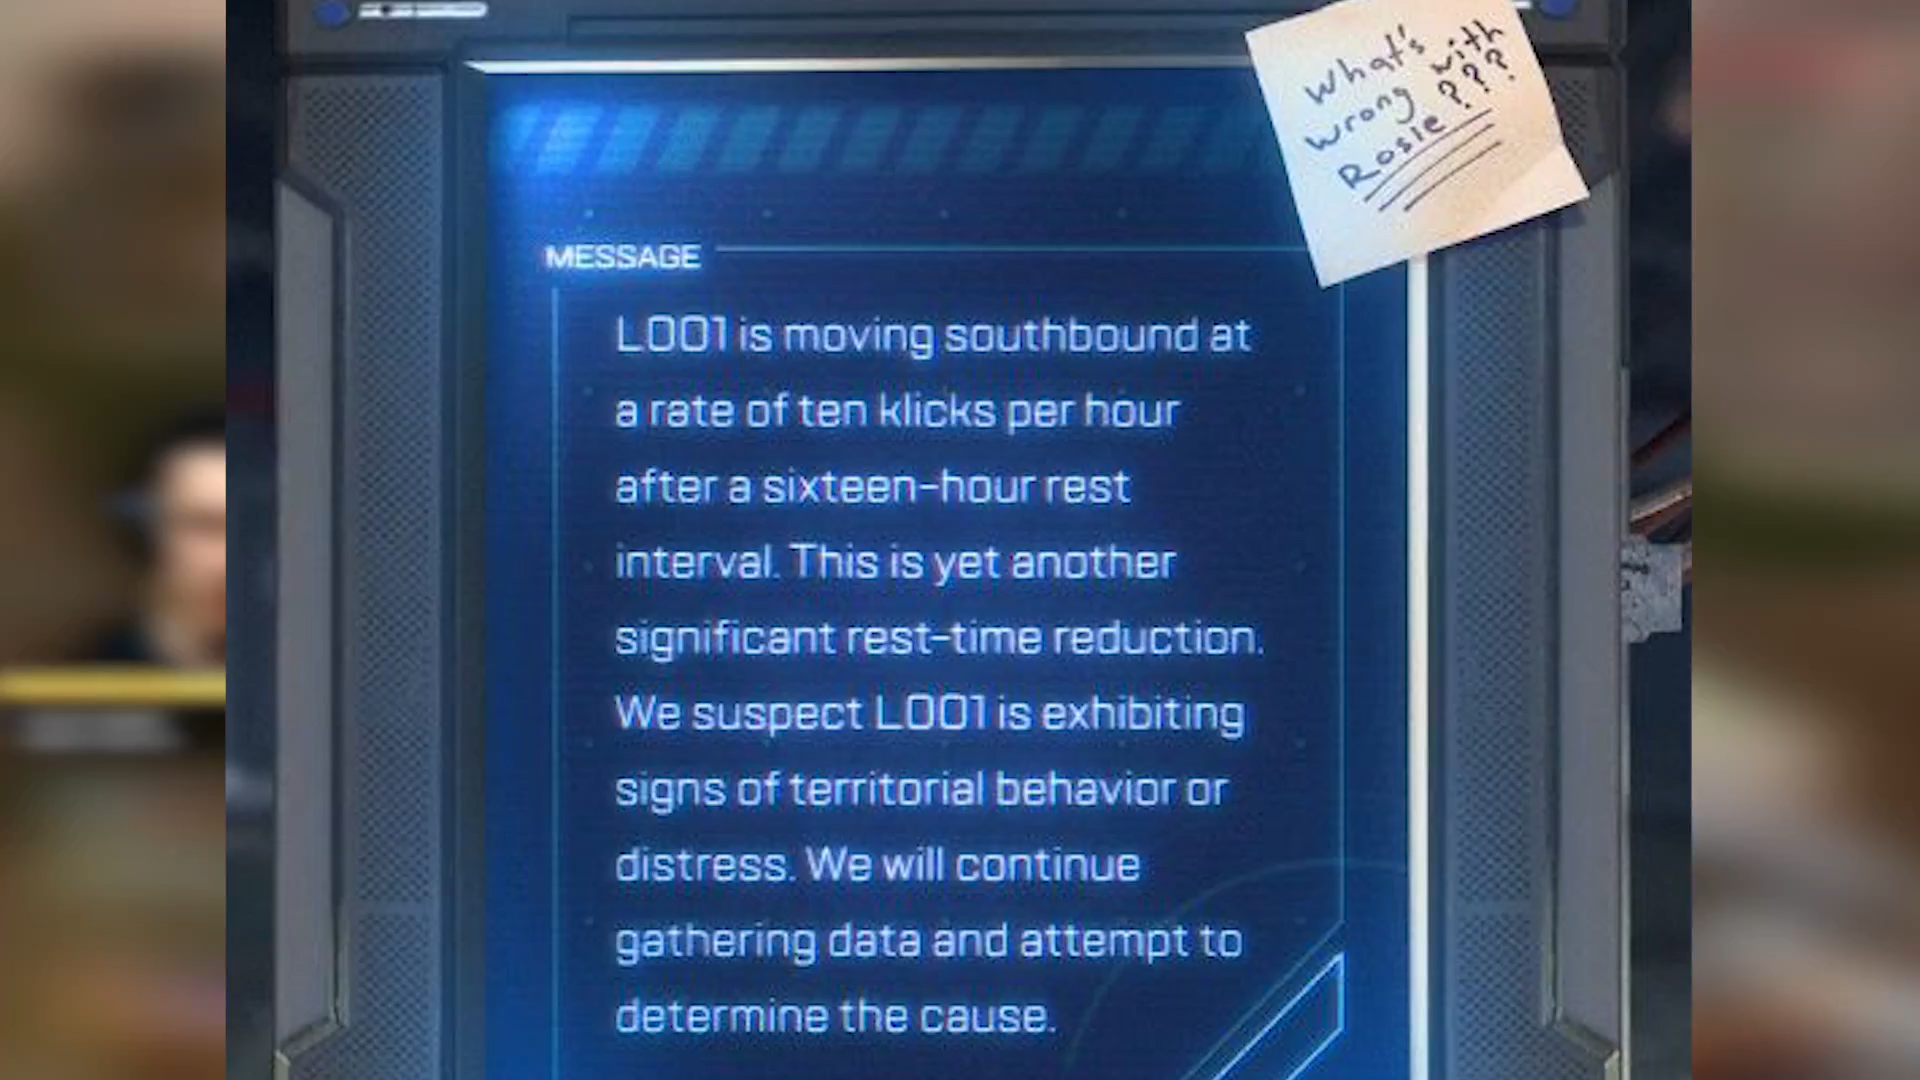 What's
wrong with
Rosie???
MESSAGE
L001 is moving southbound at
a rate of ten klicks per hour
after a sixteen-hour rest
interval. This is yet another
significant rest-time reduction.
We suspect L001 is exhibiting
signs of territorial behavior or
distress. We will continue
gathering data and attempt to
determine the cause.